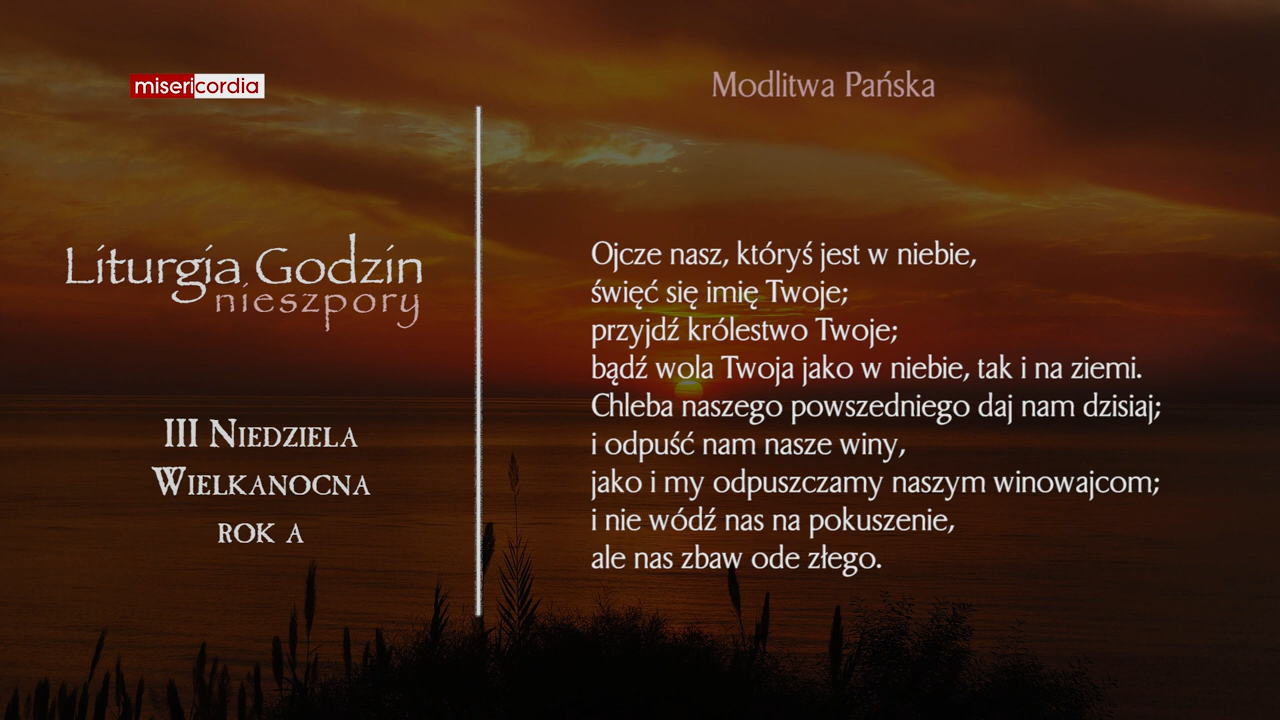 misericordia
Liturgia Godzin
nieszpory
III Niedziela
Wielkanocna
rok A
Modlitwa Pańska
Ojcze nasz, któryś jest w niebie,
święć się imię Twoje;
przyjdź królestwo Twoje;
bądź wola Twoja jako w niebie, tak i na ziemi.
Chleba naszego powszedniego daj nam dzisiaj;
i odpuść nam nasze winy,
jako i my odpuszczamy naszym winowajcom;
i nie wódź nas na pokuszenie,
ale nas zbaw ode złego.